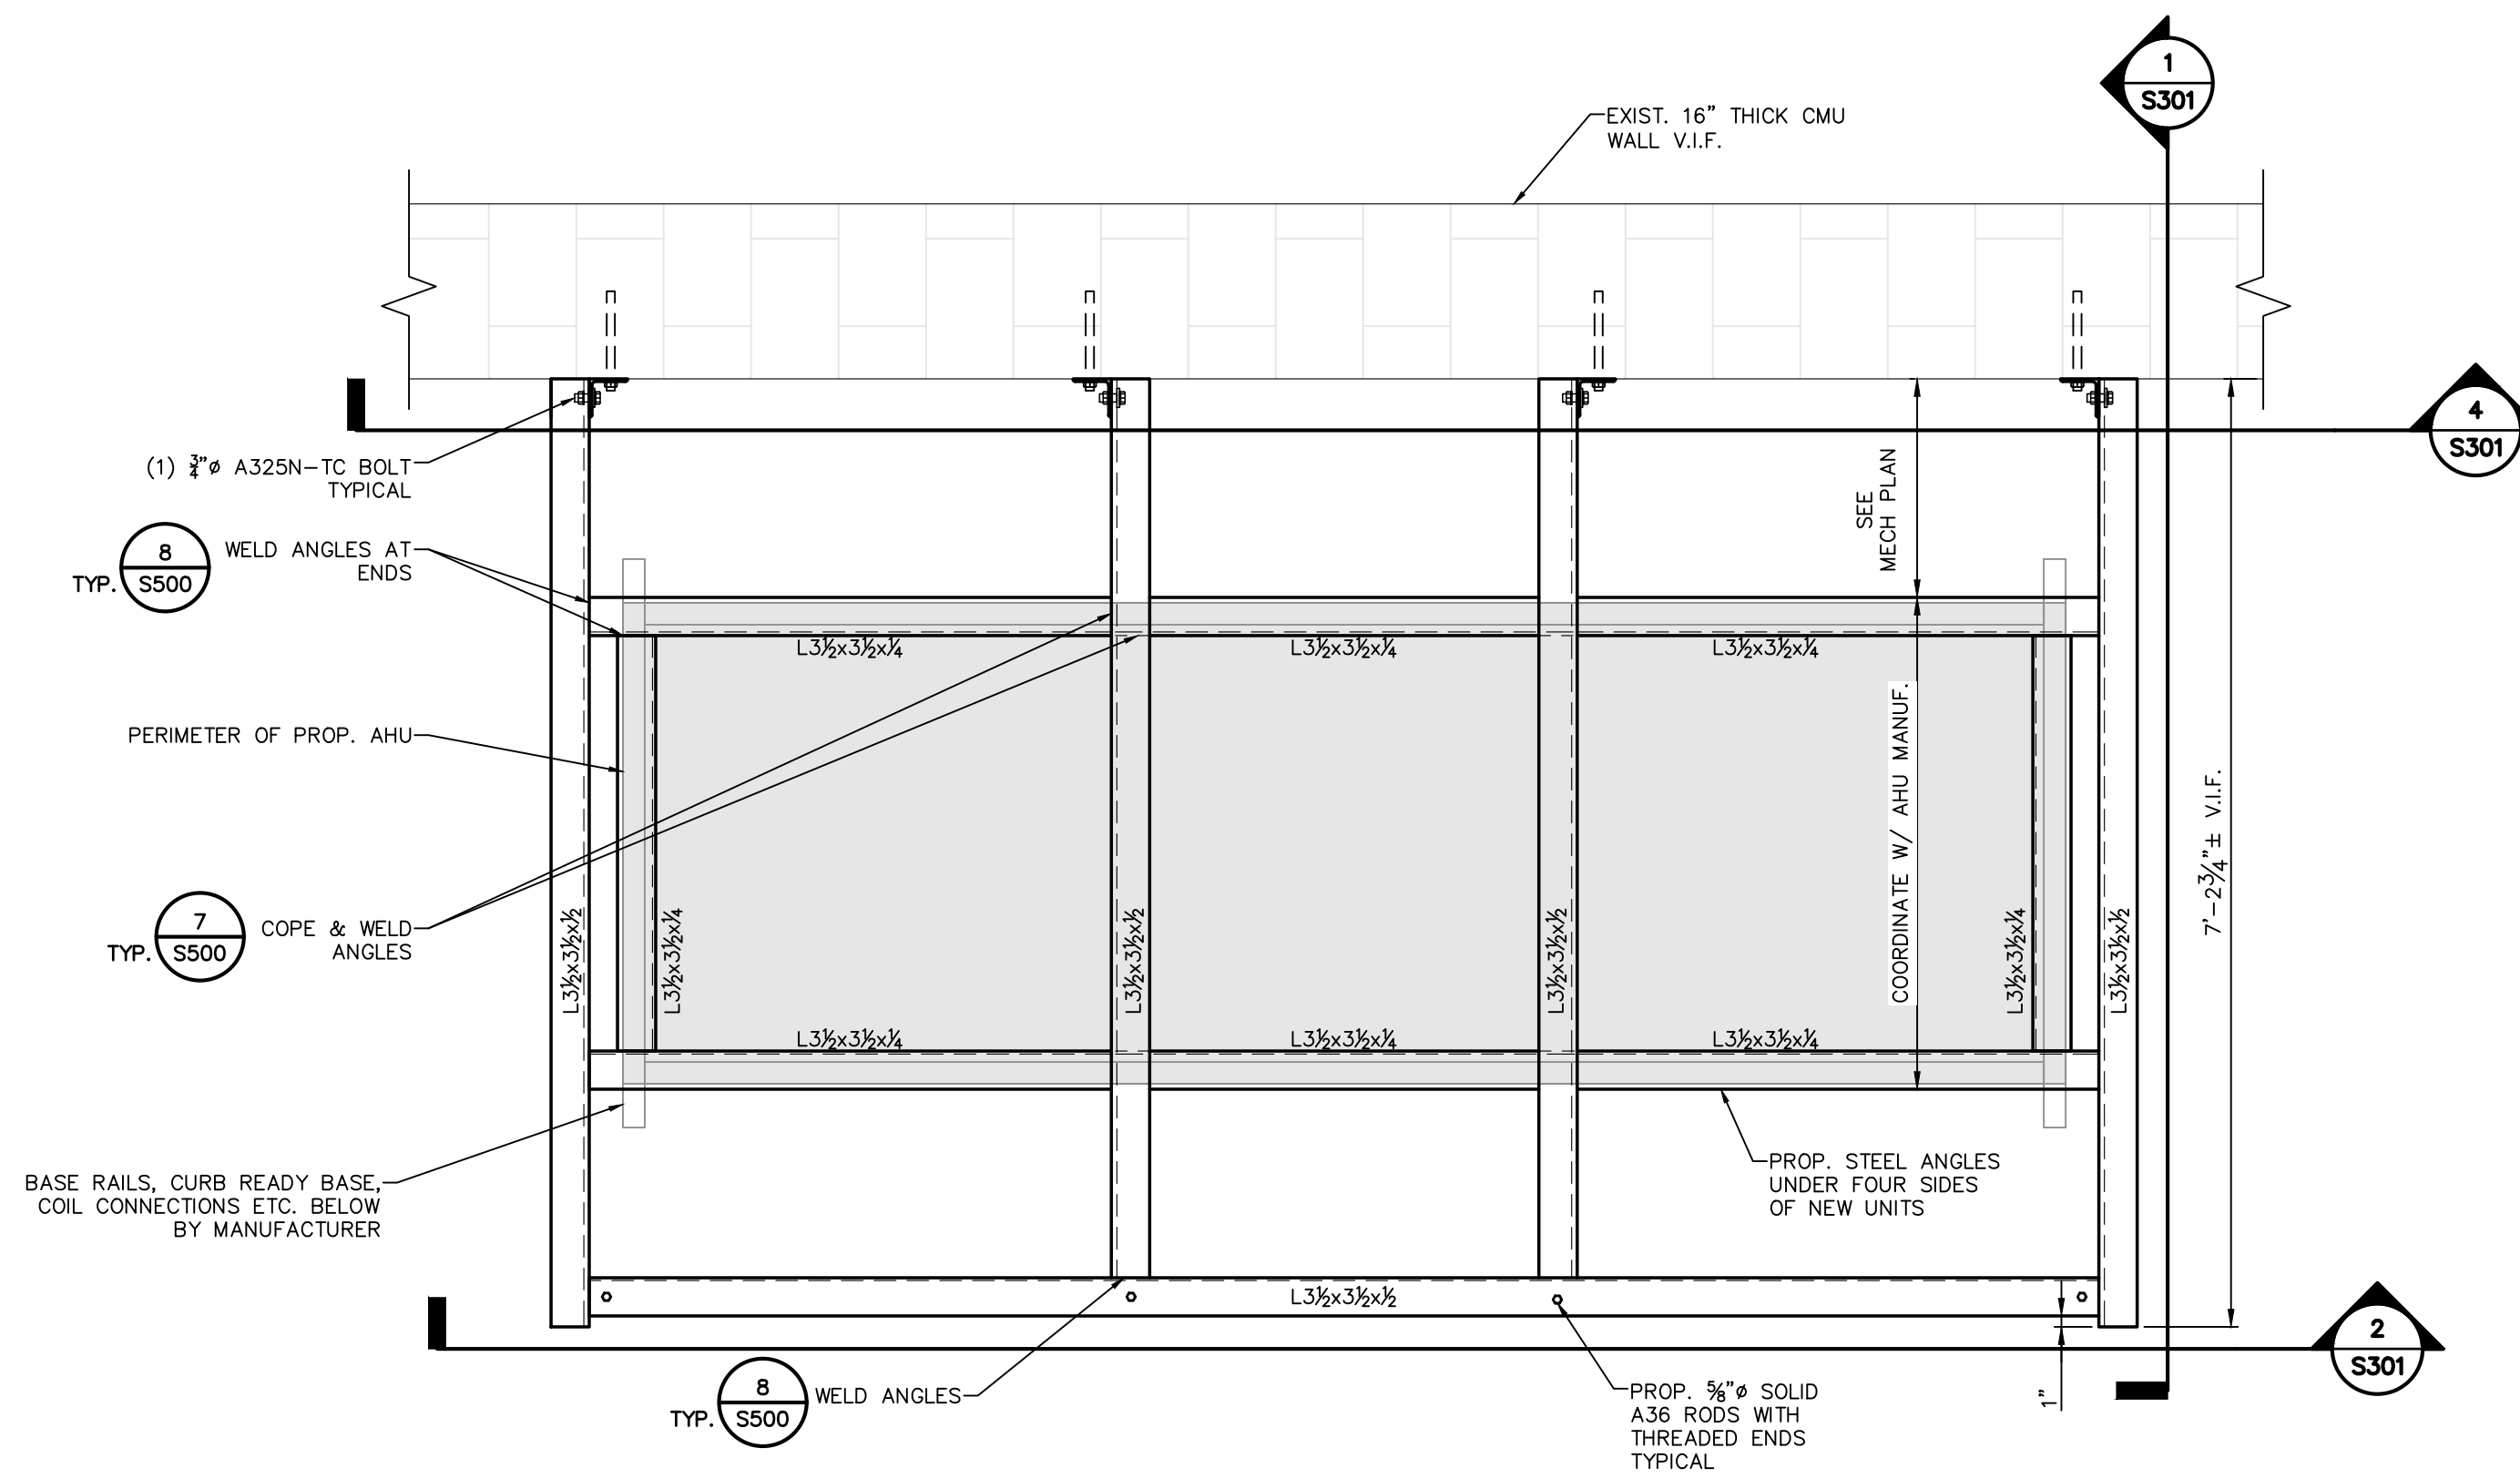 1
S301
EXIST. 16" THICK CMU
WALL V.I.F.
4
S301
(1) ¾"ø A325N-TC BOLT
TYPICAL
SEE
MECH PLAN
8
TYP. S500
WELD ANGLES AT
ENDS
L3½x3½x¼
L3½x3½x¼
L3½x3½x¼
PERIMETER OF PROP. AHU
COORDINATE W/ AHU MANUF.
7'-2¾"± V.I.F.
7
TYP. S500
COPE & WELD
ANGLES
L3½x3½x½
L3½x3½x¼
L3½x3½x½
L3½x3½x½
L3½x3½x¼
L3½x3½x½
L3½x3½x¼
L3½x3½x¼
L3½x3½x¼
BASE RAILS, CURB READY BASE,
COIL CONNECTIONS ETC. BELOW
BY MANUFACTURER
PROP. STEEL ANGLES
UNDER FOUR SIDES
OF NEW UNITS
L3½x3½x½
2
S301
8
TYP. S500
WELD ANGLES
PROP. ⅝"ø SOLID
A36 RODS WITH
THREADED ENDS
TYPICAL
1"